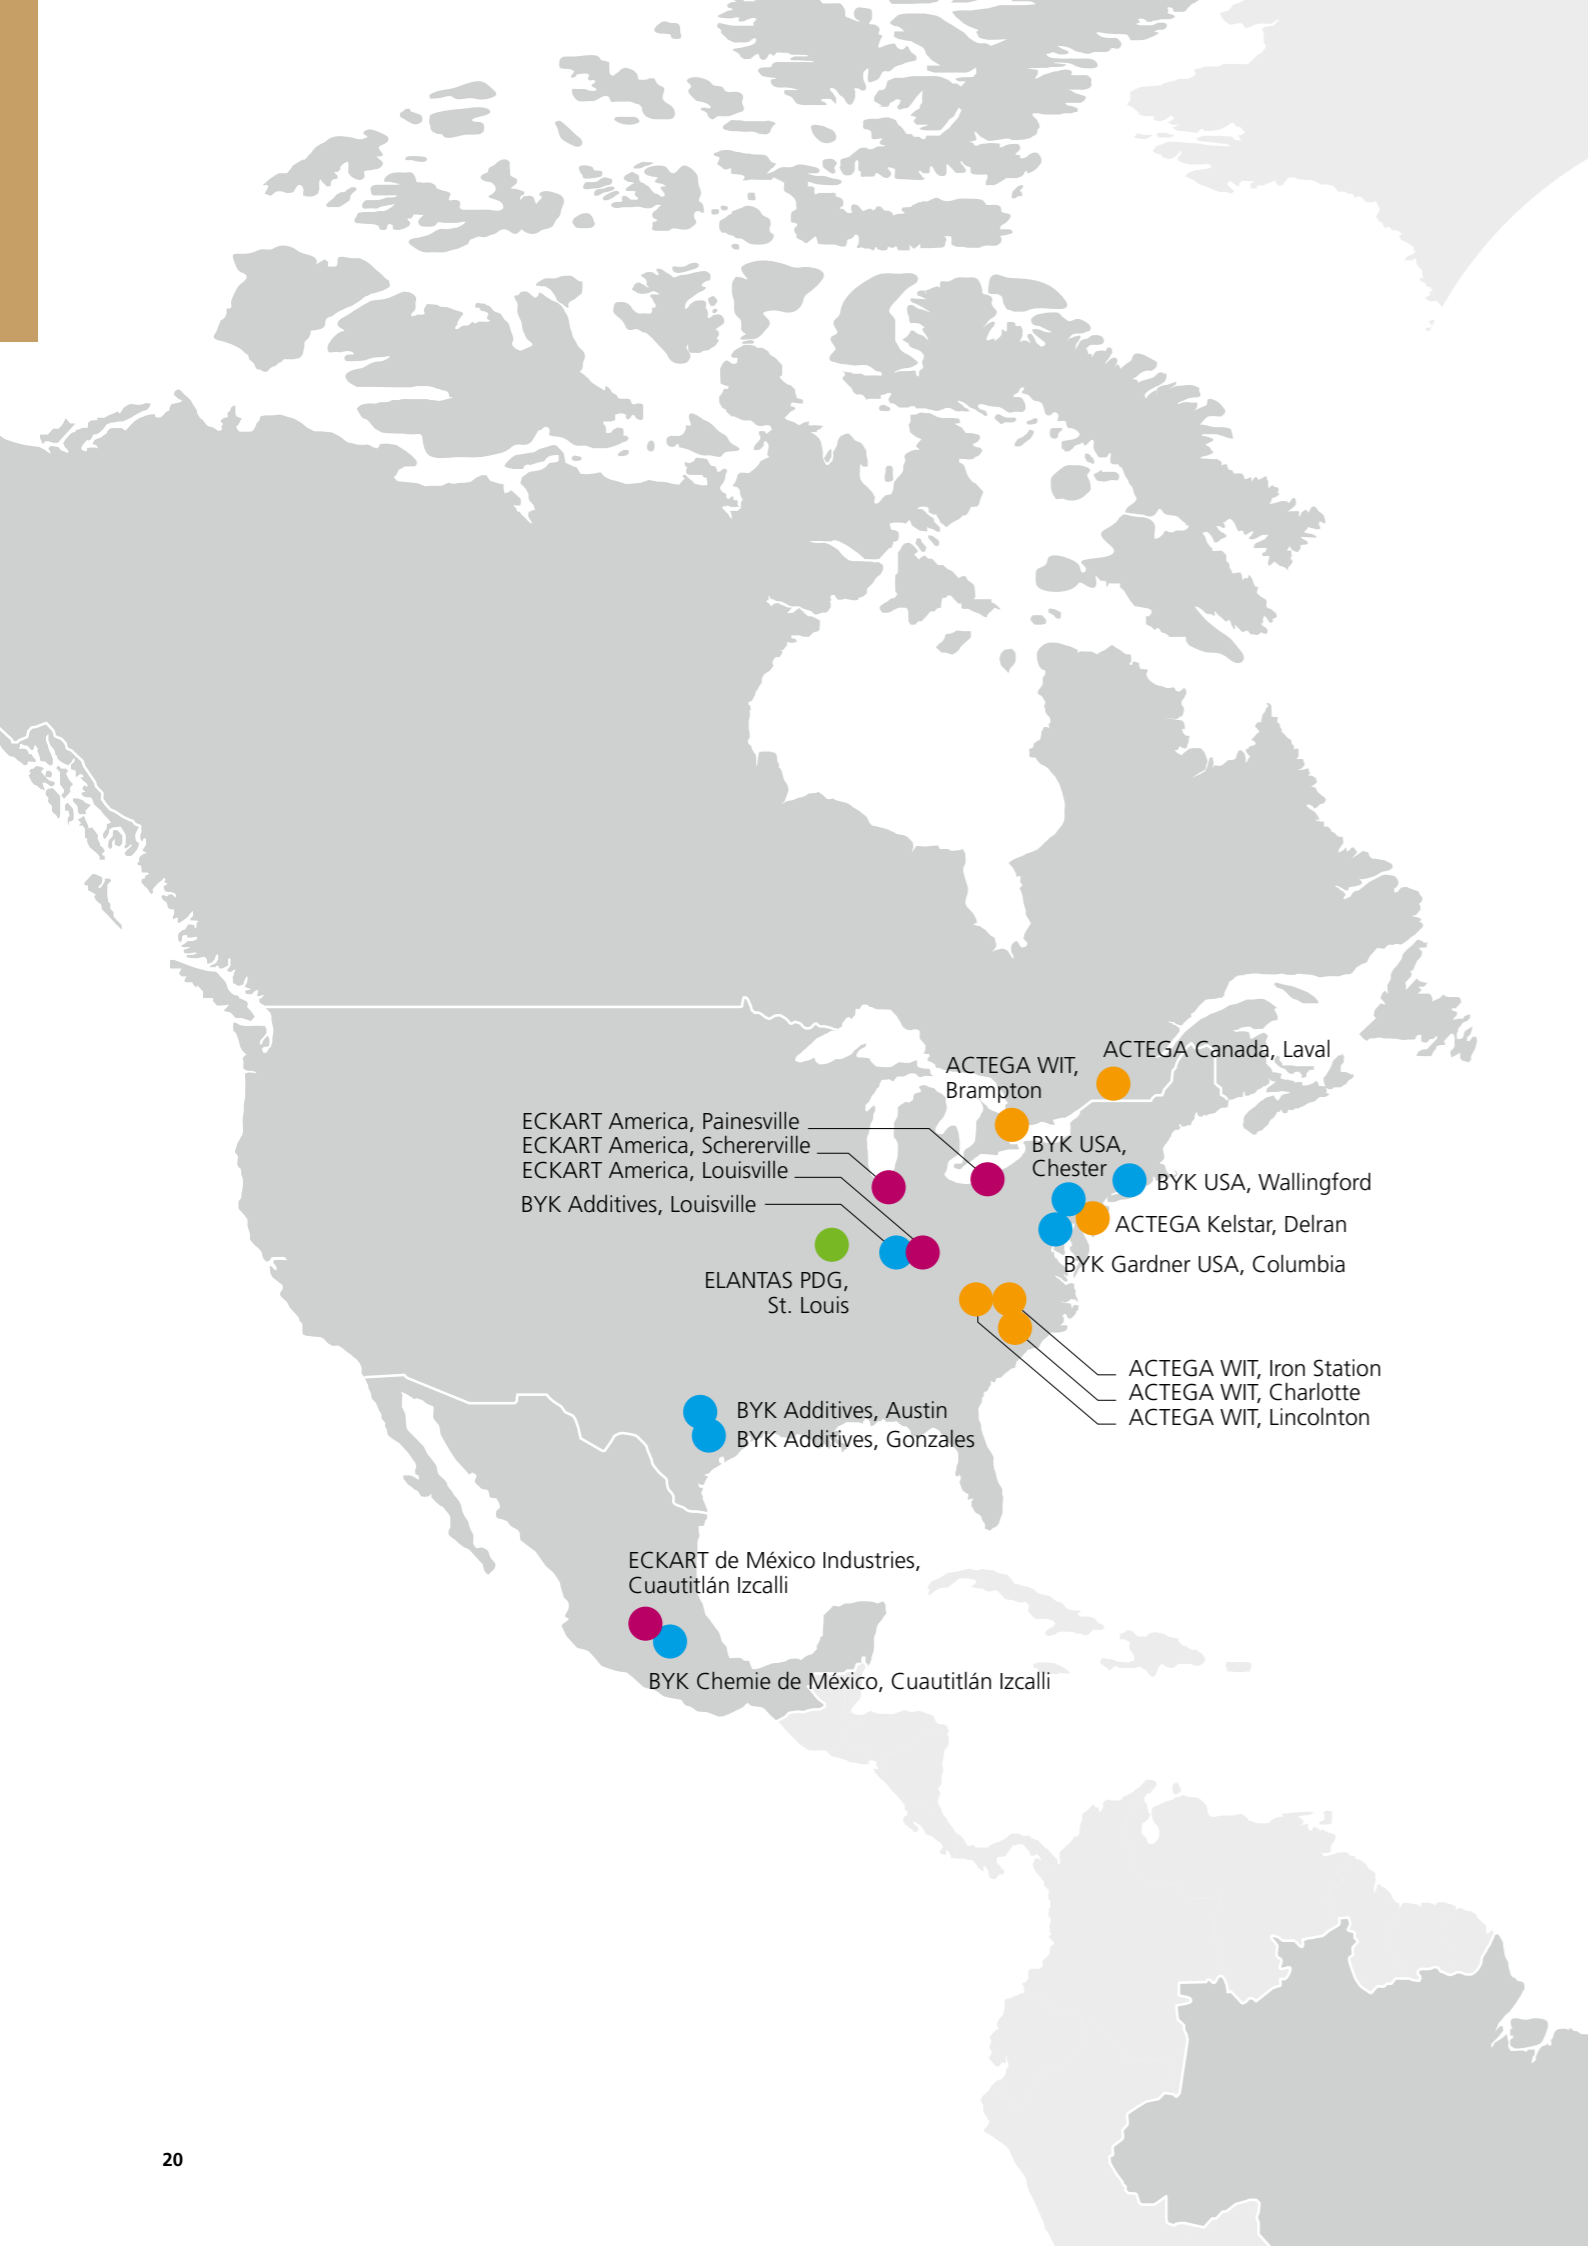 ACTEGA Canada, Laval
ACTEGA WIT,
Brampton
ECKART America, Painesville
ECKART America, Schererville
ECKART America, Louisville
BYK Additives, Louisville
BYK USA,
Chester
BYK USA, Wallingford
ACTEGA Kelstar, Delran
BYK Gardner USA, Columbia
ELANTAS PDG,
St. Louis
ACTEGA WIT, Iron Station
ACTEGA WIT, Charlotte
ACTEGA WIT, Lincolnton
BYK Additives, Austin
BYK Additives, Gonzales
ECKART de México Industries,
Cuautitlán Izcalli
BYK Chemie de México, Cuautitlán Izcalli
20